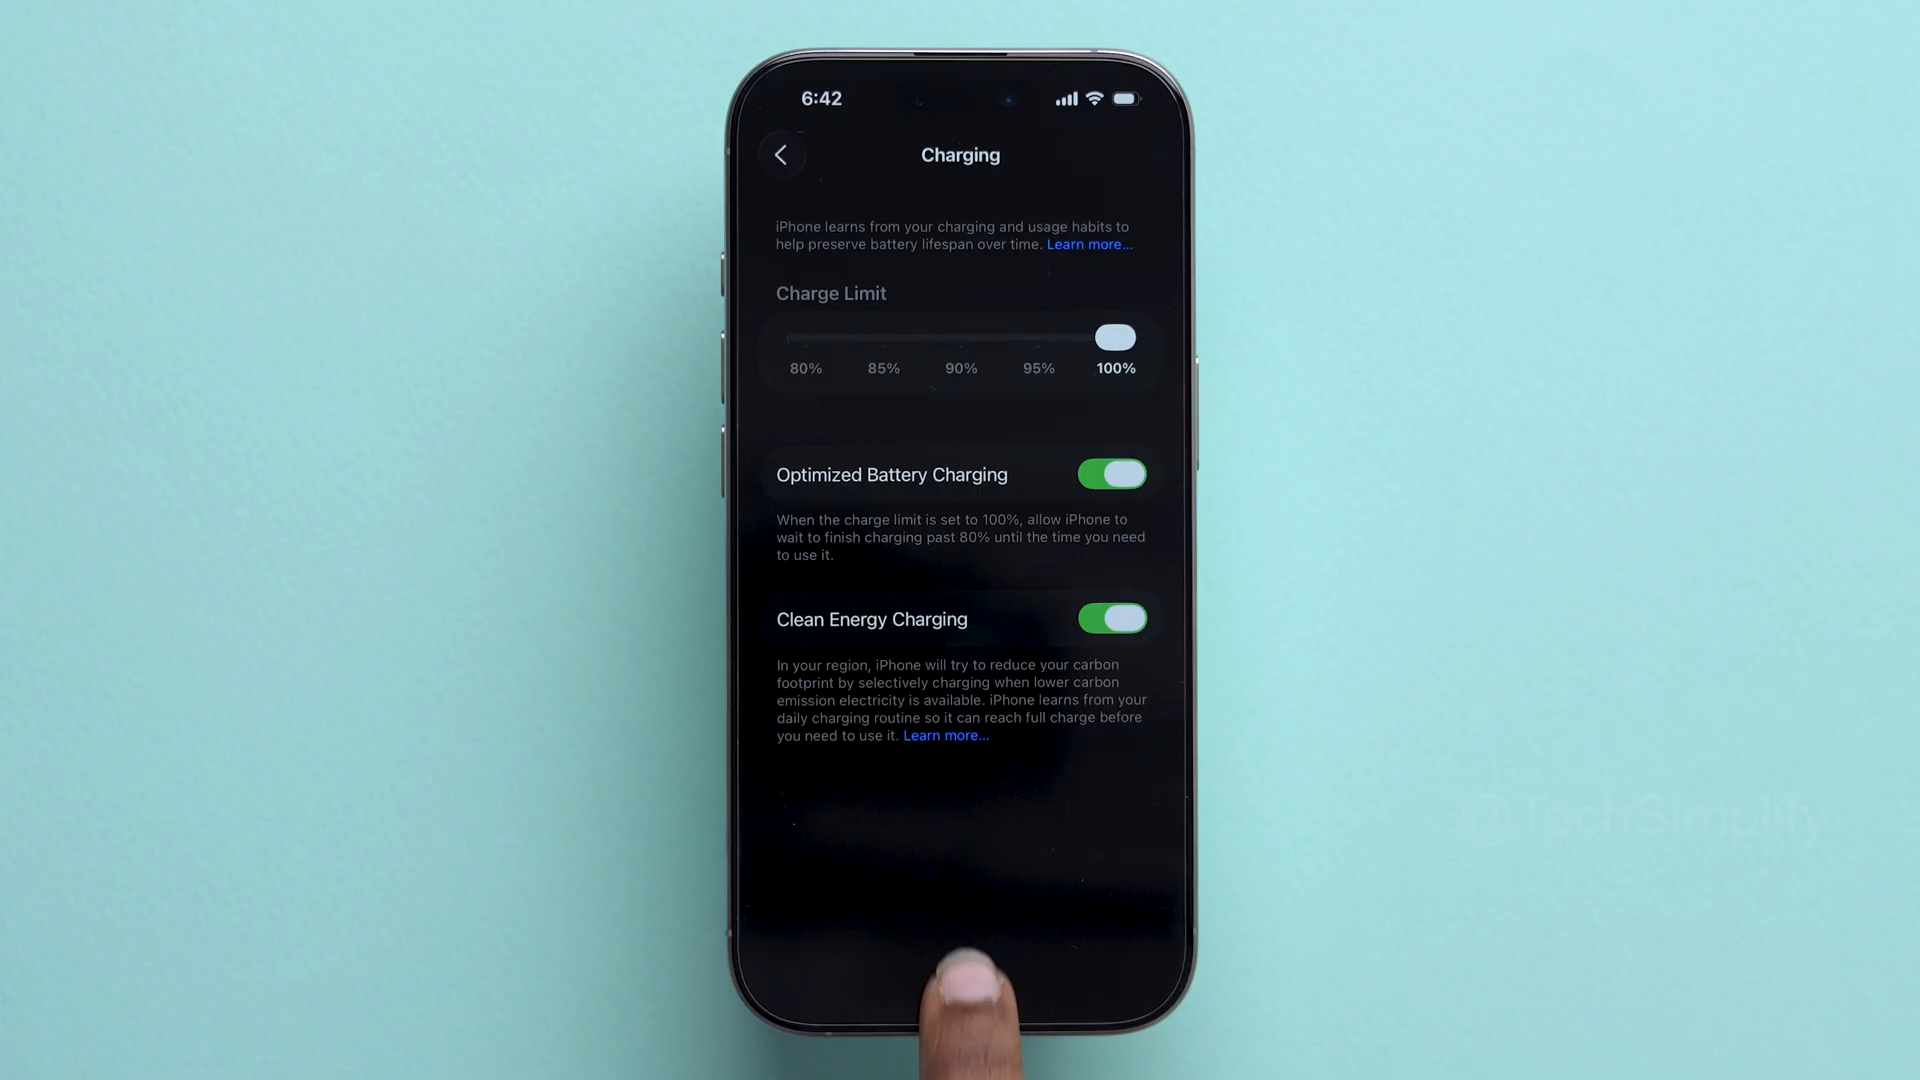 6:42
Charging
iPhone learns from your charging and usage habits to
help preserve battery lifespan over time. Learn more...
Charge Limit
80% 85% 90% 95% 100%
Optimized Battery Charging
When the charge limit is set to 100%, allow iPhone to
wait to finish charging past 80% until the time you need
to use it.
Clean Energy Charging
In your region, iPhone will try to reduce your carbon
footprint by selectively charging when lower carbon
emission electricity is available. iPhone learns from your
daily charging routine so it can reach full charge before
you need to use it. Learn more...
@TechSimplify